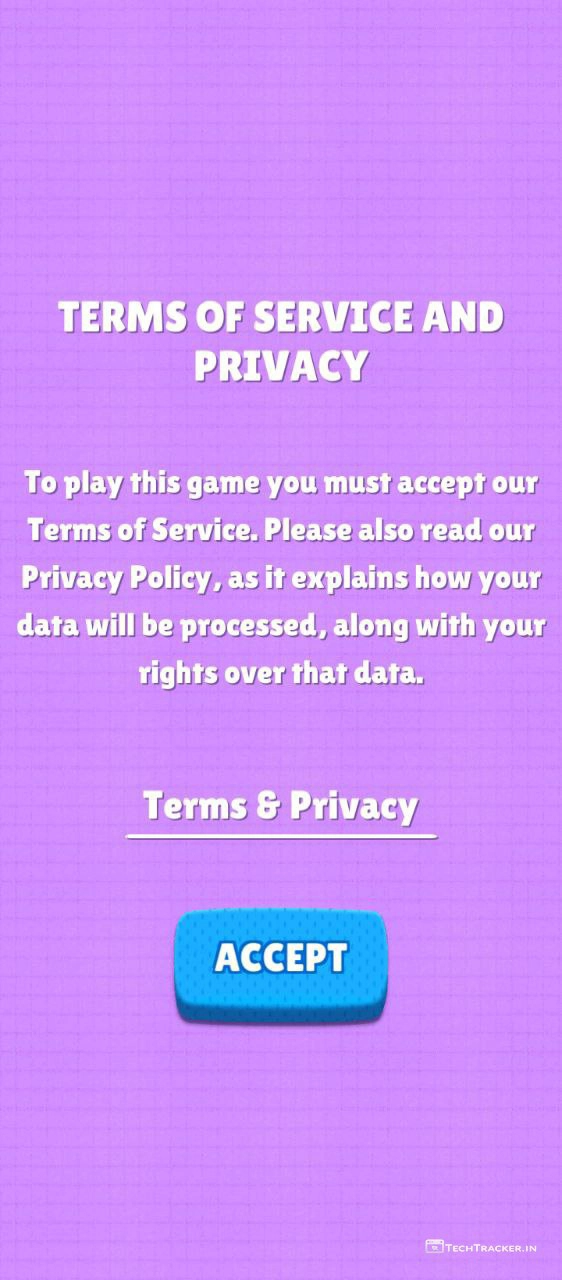 TERMS OF SERVICE AND
PRIVACY
To play this game you must accept our
Terms of Service. Please also read our
Privacy Policy, as it explains how your
data will be processed, along with your
rights over that data.
Terms & Privacy
ACCEPT
TECHTRACKER.IN